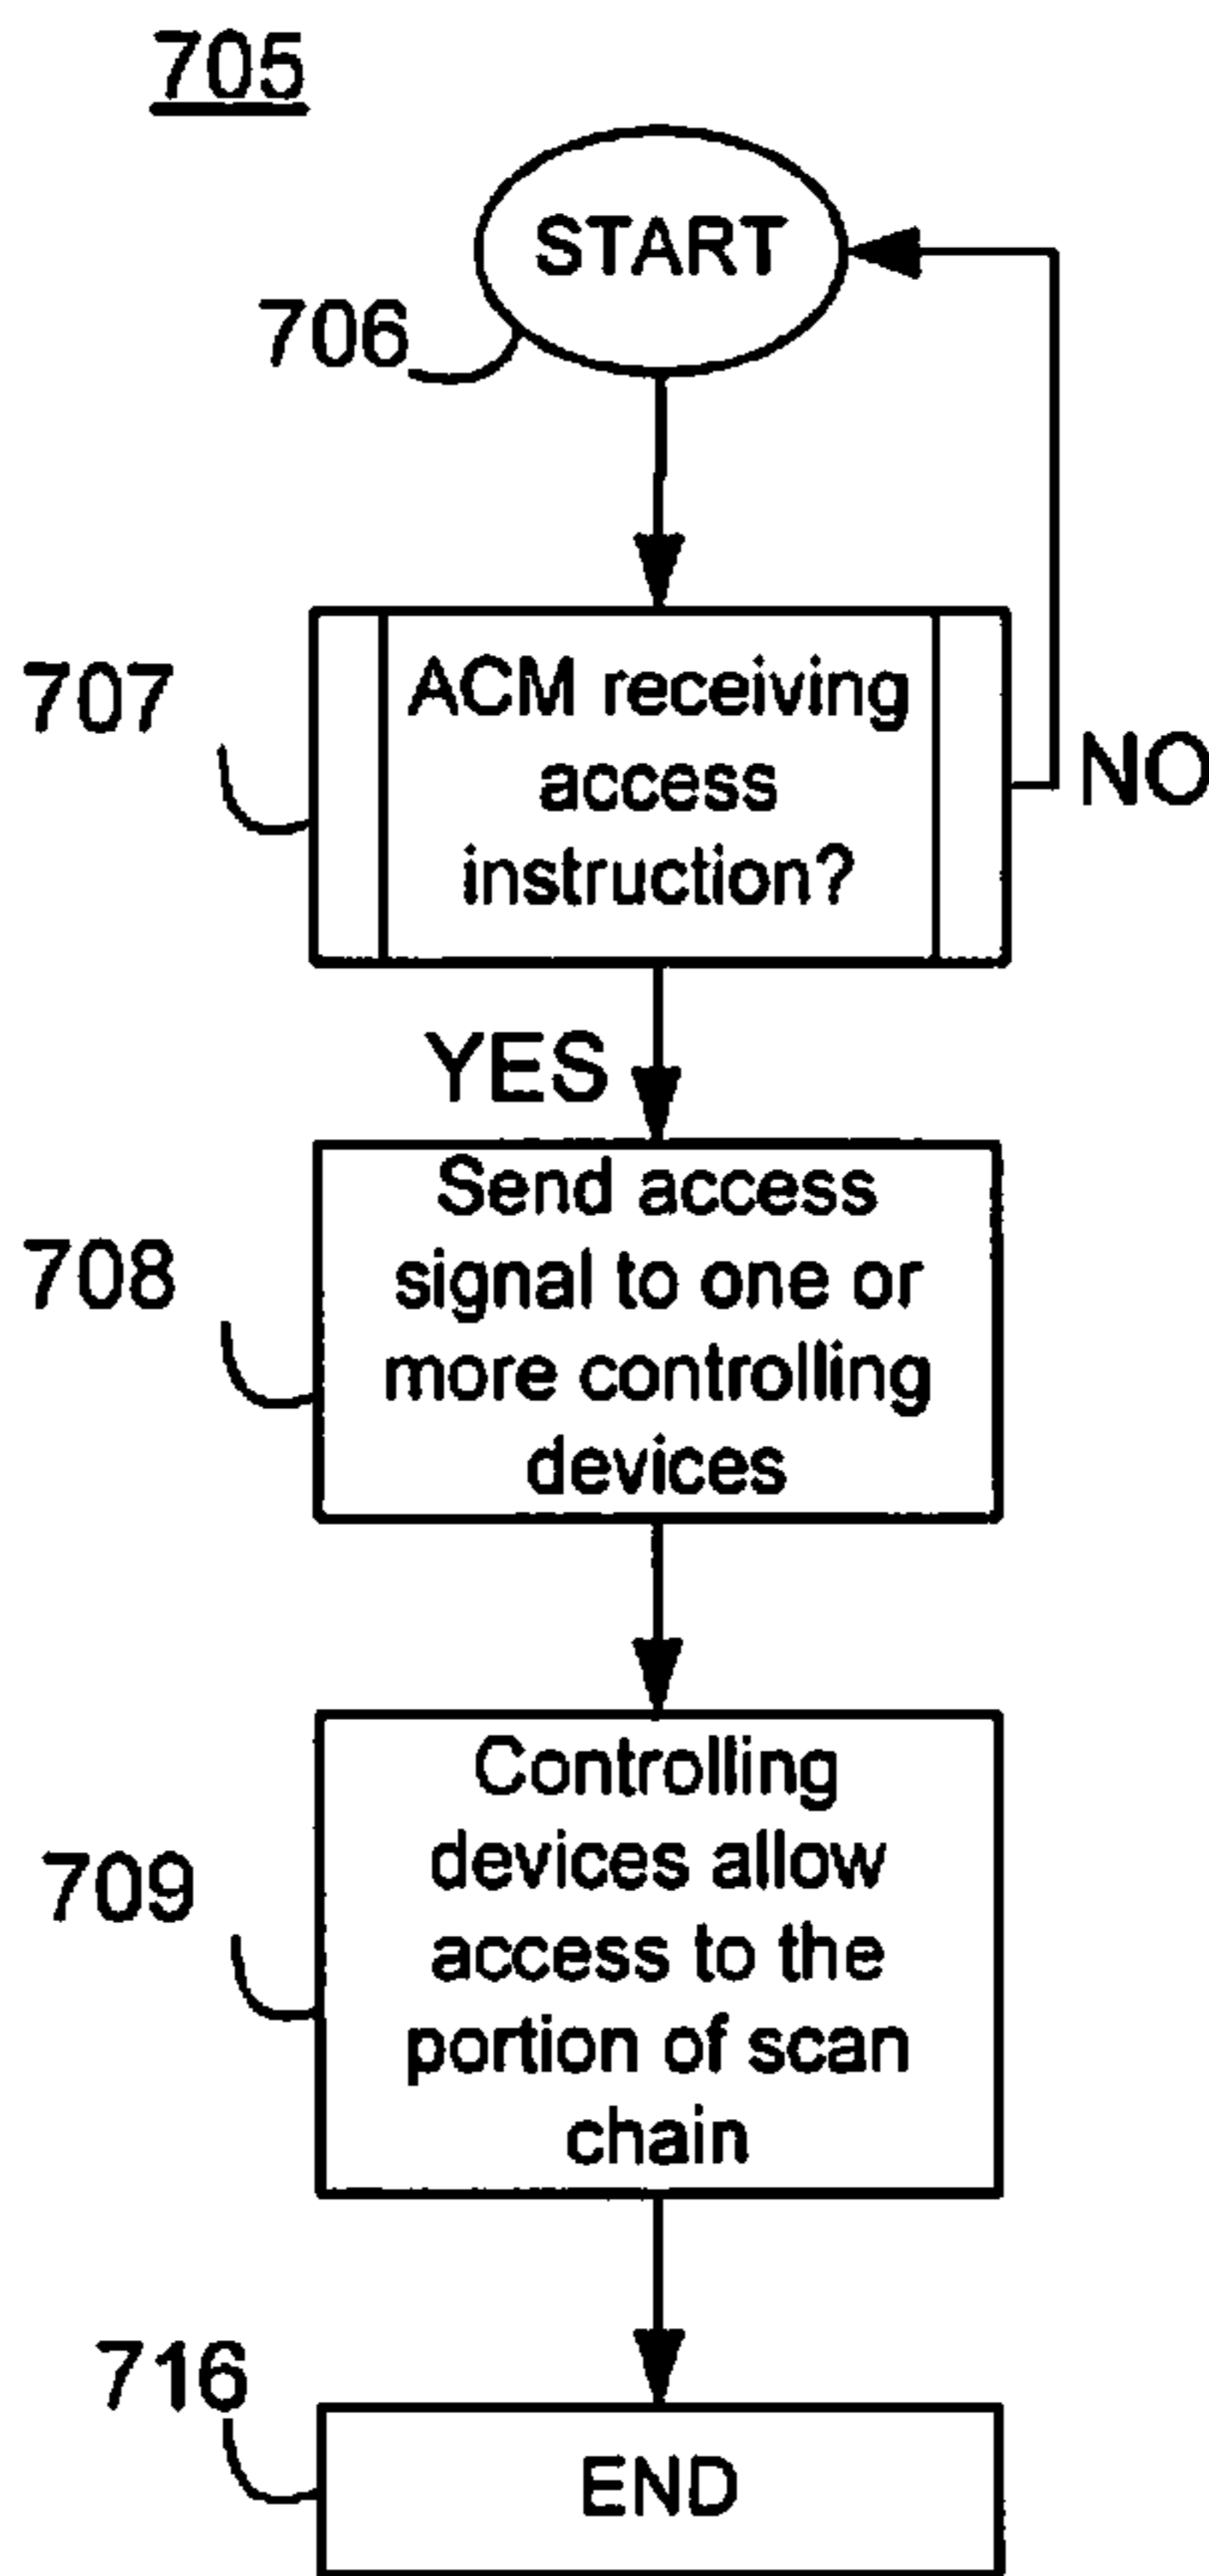 705
START
706
707
ACM receiving
access
instruction?
NO
YES
708
Send access
signal to one or
more controlling
devices
709
Controlling
devices allow
access to the
portion of scan
chain
716
END